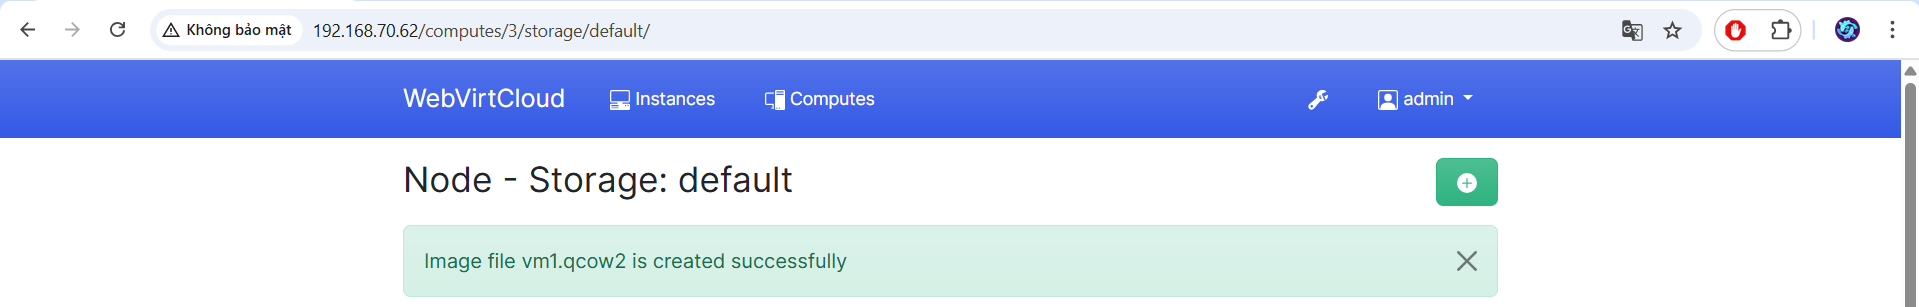 Không bảo mật 192.168.70.62/computes/3/storage/default/
WebVirtCloud Instances Computes admin
Node - Storage: default
Image file vm1.qcow2 is created successfully